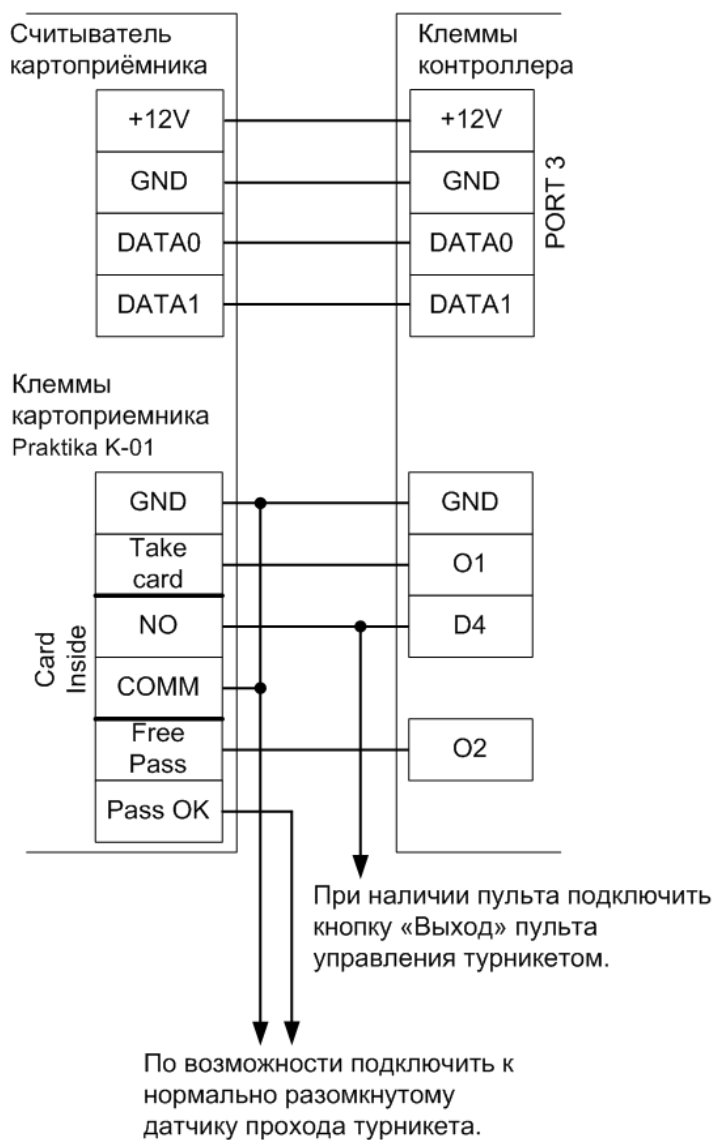 Считыватель
картоприёмника
Клеммы
контроллера
+12V
+12V
GND
GND
DATA0
DATA0
DATA1
DATA1
PORT 3
Клеммы
картоприемника
Praktika K-01
GND
GND
Take
card
O1
NO
D4
Card
Inside
COMM
Free
Pass
O2
Pass OK
При наличии пульта подключить
кнопку «Выход» пульта
управления турникетом.
По возможности подключить к
нормально разомкнутому
датчику прохода турникета.